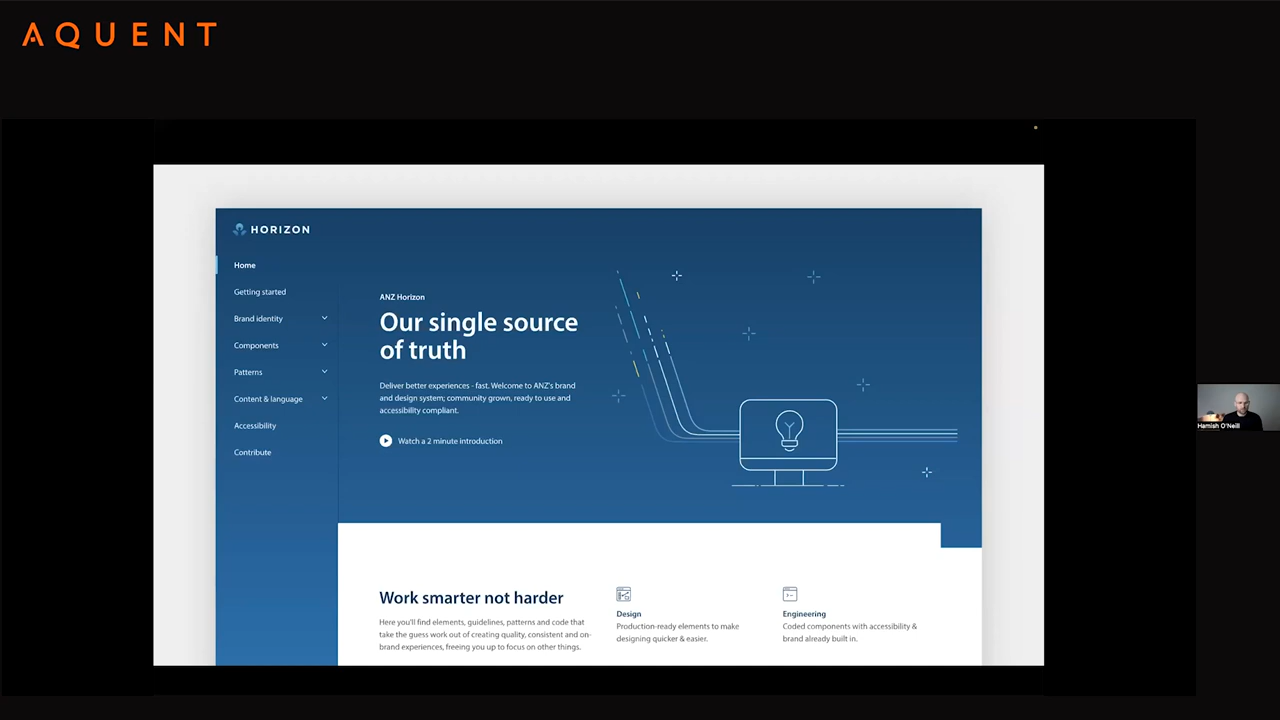 AQUENT
HORIZON
Home
Getting started
Brand identity
Components
Patterns
Content & language
Accessibility
Contribute
ANZ Horizon
Our single source
of truth
Deliver better experiences - fast. Welcome to ANZ's brand
and design system; community grown, ready to use and
accessibility compliant.
Watch a 2 minute introduction
Work smarter not harder
Here you'll find elements, guidelines, patterns and code that
take the guess work out of creating quality, consistent and on-
brand experiences, freeing you up to focus on other things.
Design
Production-ready elements to make
designing quicker & easier.
Engineering
Coded components with accessibility &
brand already built in.
Hamish O'Neill